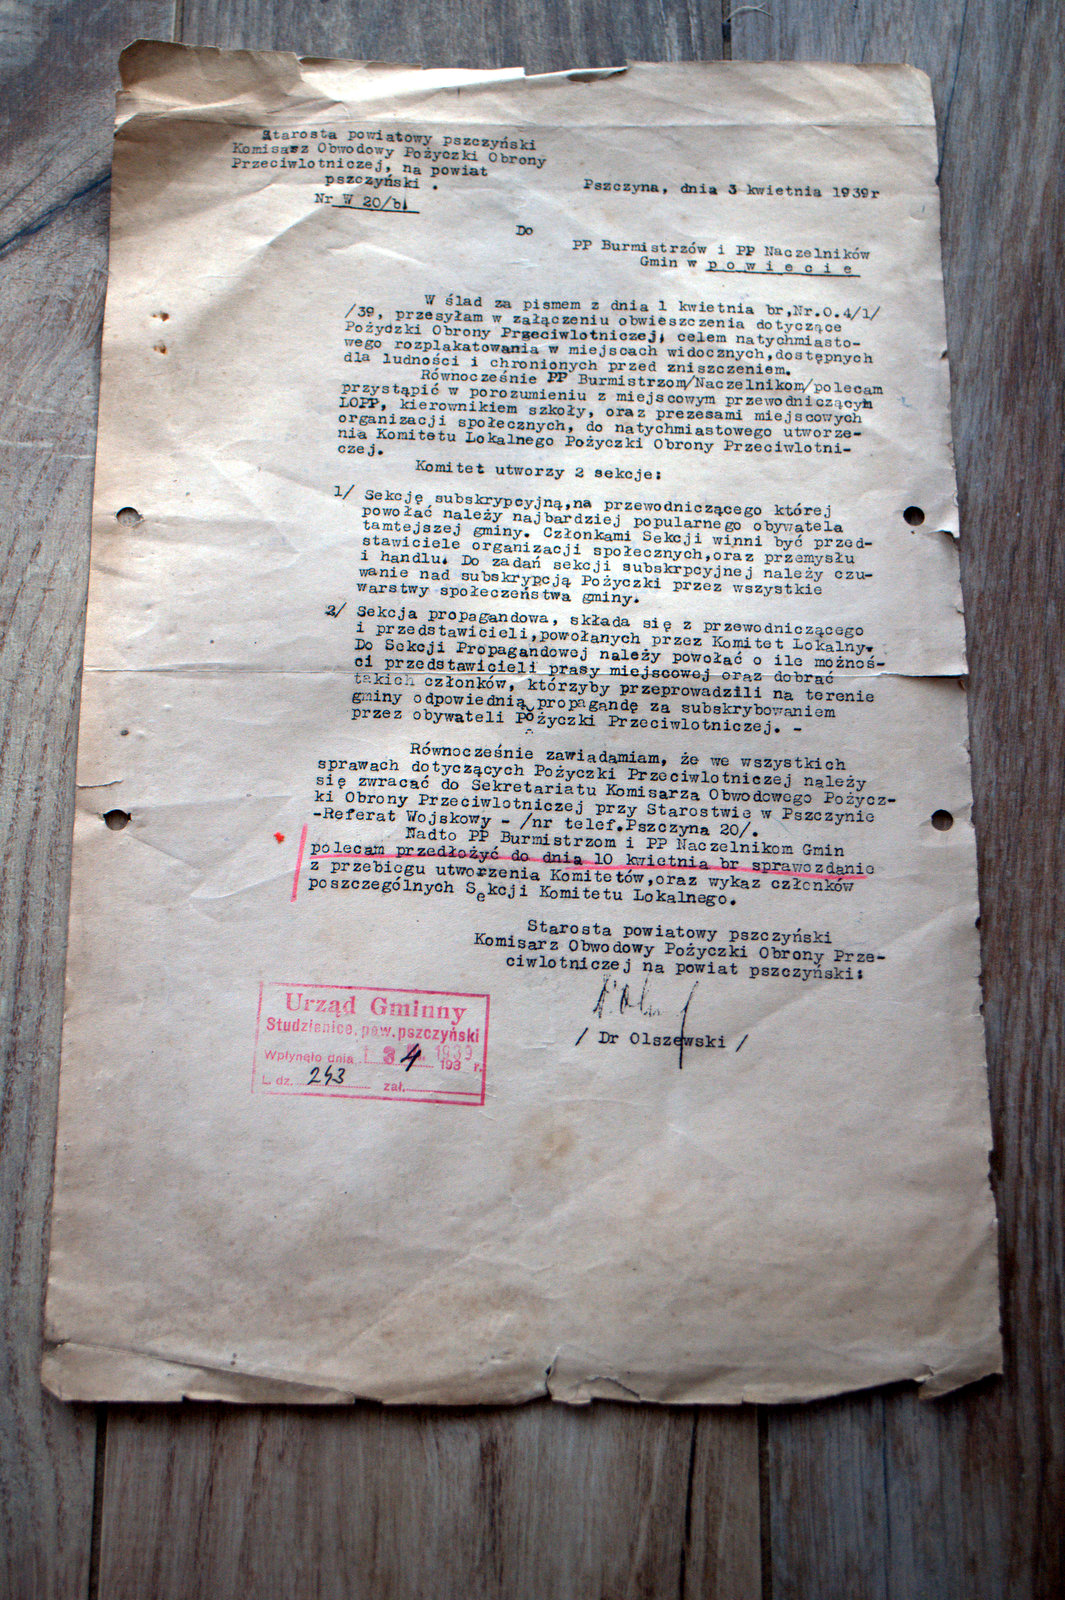 Starosta powiatowy pszczyński
Komisarz Obwodowy Pożyczki Obrony
Przeciwlotniczej, na powiat
pszczyński .
Nr W 20/b.
Pszczyna, dnia 3 kwietnia 1939r
Do
PP Burmistrzów i PP Naczelników
Gmin w powiecie
W ślad za pismem z dnia 1 kwietnia br,Nr.O.4/1/
/39, przesyłam w załączeniu obwieszczenia dotyczące
Pożyczki Obrony Przeciwlotniczej, celem natychmiasto-
wego rozplakatowania w miejscach widocznych,dostępnych
dla ludności i chronionych przed zniszczeniem.
Równocześnie PP Burmistrzom/Naczelnikom/polecam
przystąpić w porozumieniu z miejscowym przewodniczącym
LOPP, kierownikiem szkoły, oraz prezesami miejscowych
organizacji społecznych, do natychmiastowego utworze-
nia Komitetu Lokalnego Pożyczki Obrony Przeciwlotni-
czej.
Komitet utworzy 2 sekcje:
1/ Sekcję subskrypcyjną,na przewodniczącego której
powołać należy najbardziej popularnego obywatela
tamtejszej gminy. Członkami Sekcji winni być przed-
stawiciele organizacji społecznych,oraz przemysłu
i handlu. Do zadań sekcji subskrpcyjnej należy czu-
wanie nad subskrypcją Pożyczki przez wszystkie
warstwy społeczeństwa gminy.
2/ Sekcja propagandowa, składa się z przewodniczącego
i przedstawicieli,powołanych przez Komitet Lokalny.
Do Sekcji Propagandowej należy powołać o ile możnoś-
ci przedstawicieli prasy miejscowej oraz dobrać
takich członków, którzyby przeprowadzili na terenie
gminy odpowiednią propagandę za subskrybowaniem
przez obywateli Pożyczki Przeciwlotniczej. -
Równocześnie zawiadamiam, że we wszystkich
sprawach dotyczących Pożyczki Przeciwlotniczej należy
się zwracać do Sekretariatu Komisarza Obwodowego Pożycz-
ki Obrony Przeciwlotniczej przy Starostwie w Pszczynie
-Referat Wojskowy - /nr telef.Pszczyna 20/.
Nadto PP Burmistrzom i PP Naczelnikom Gmin
polecam przedłożyć do dnia 10 kwietnia br sprawozdanie
z przebiegu utworzenia Komitetów,oraz wykaz członków
poszczególnych Sekcji Komitetu Lokalnego.
Starosta powiatowy pszczyński
Komisarz Obwodowy Pożyczki Obrony Prze-
ciwlotniczej na powiat pszczyński:
/ Dr Olszewski /
Urząd Gminny
Studzienice, pow. pszczyński
Wpłynęło dnia 4 1939 193 r.
L. dz. 243 zał.